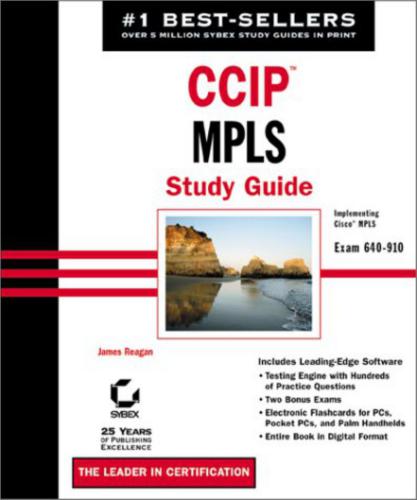 #1 BEST-SELLERS
OVER 5 MILLION SYBEX STUDY GUIDES IN PRINT
CCIP™
MPLS
Study Guide
Implementing
Cisco® MPLS
Exam 640-910
James Reagan
SYBEX
25 YEARS
OF PUBLISHING
EXCELLENCE
Includes Leading-Edge Software
• Testing Engine with Hundreds
of Practice Questions
• Two Bonus Exams
• Electronic Flashcards for PCs,
Pocket PCs, and Palm Handhelds
• Entire Book in Digital Format
THE LEADER IN CERTIFICATION